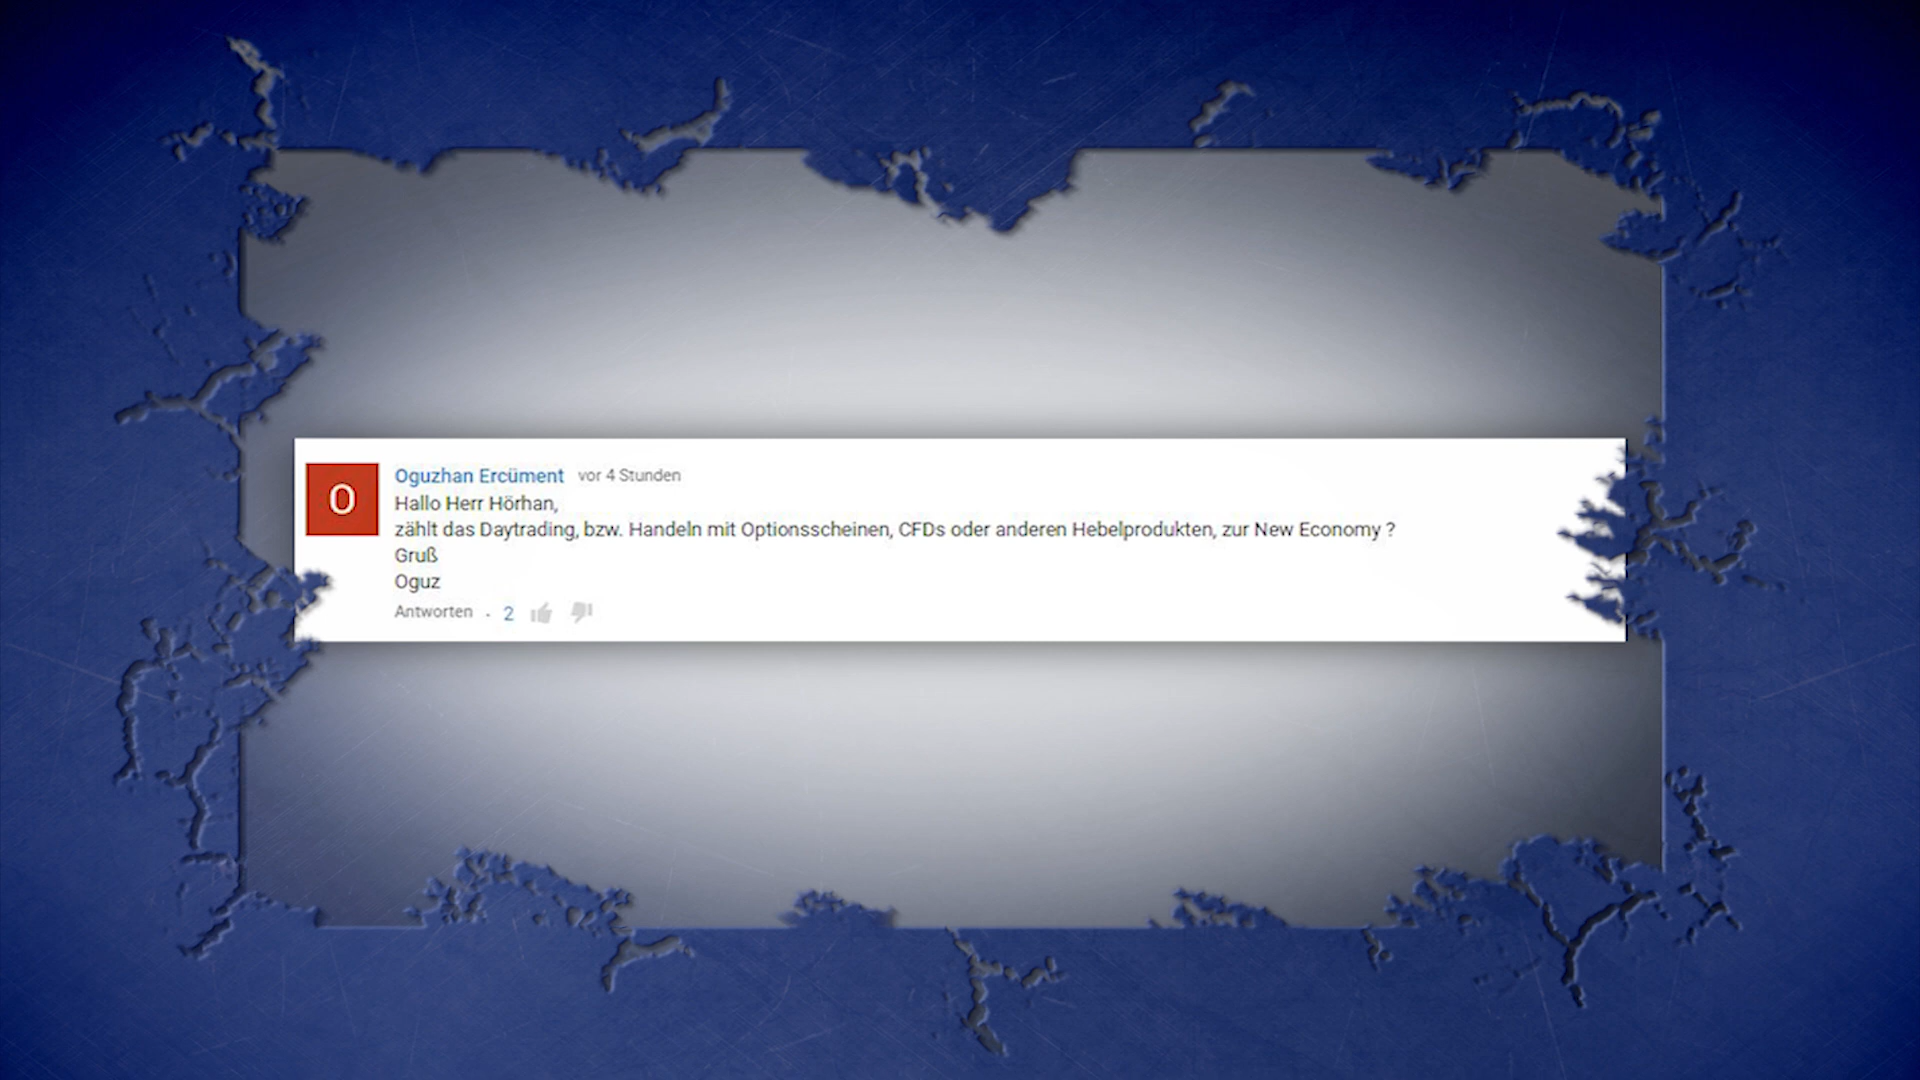 O
Oguzhan Ercüment vor 4 Stunden
Hallo Herr Hörhan,
zählt das Daytrading, bzw. Handeln mit Optionsscheinen, CFDs oder anderen Hebelprodukten, zur New Economy ?
Gruß
Oguz
Antworten . 2